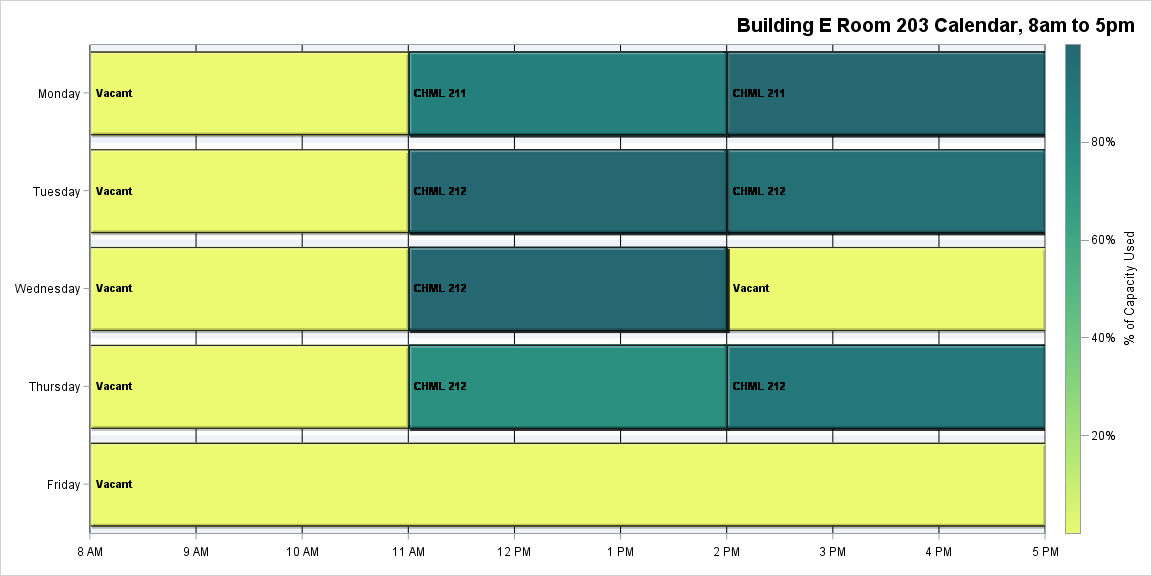 Building E Room 203 Calendar, 8am to 5pm
Monday
Vacant
CHML 211
CHML 211
Tuesday
Vacant
CHML 212
CHML 212
Wednesday
Vacant
CHML 212
Vacant
Thursday
Vacant
CHML 212
CHML 212
Friday
Vacant
8 AM
9 AM
10 AM
11 AM
12 PM
1 PM
2 PM
3 PM
4 PM
5 PM
80%
60%
40%
20%
% of Capacity Used